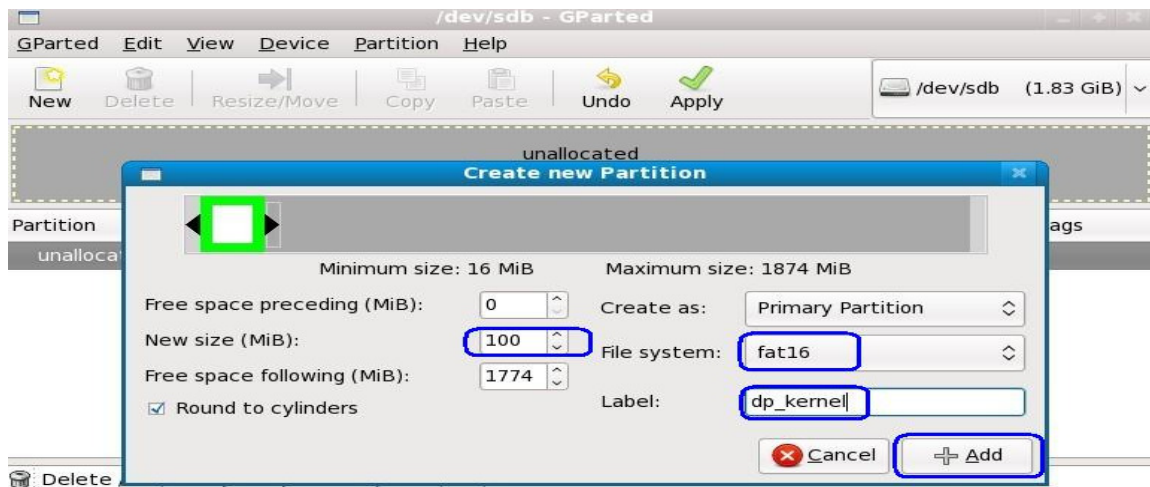 /dev/sdb - GParted
GParted Edit View Device Partition Help
New Delete Resize/Move Copy Paste Undo Apply /dev/sdb (1.83 GiB)
unallocated
Create new Partition
Partition ags
unalloca
Minimum size: 16 MiB Maximum size: 1874 MiB
Free space preceding (MiB): 0 Create as: Primary Partition
New size (MiB): 100 File system: fat16
Free space following (MiB): 1774
Round to cylinders Label: dp_kernel
Cancel Add
Delete